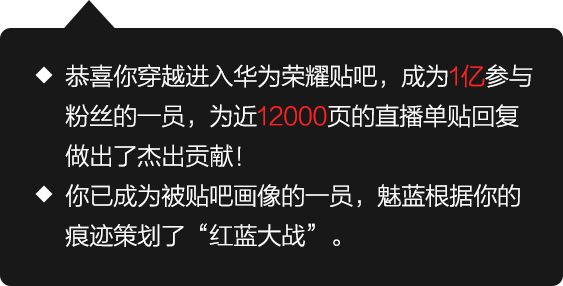 ◆ 恭喜你穿越进入华为荣耀贴吧，成为1亿参与
粉丝的一员，为近12000页的直播单贴回复
做出了杰出贡献！
◆ 你已成为被贴吧画像的一员，魅蓝根据你的
痕迹策划了“红蓝大战”。